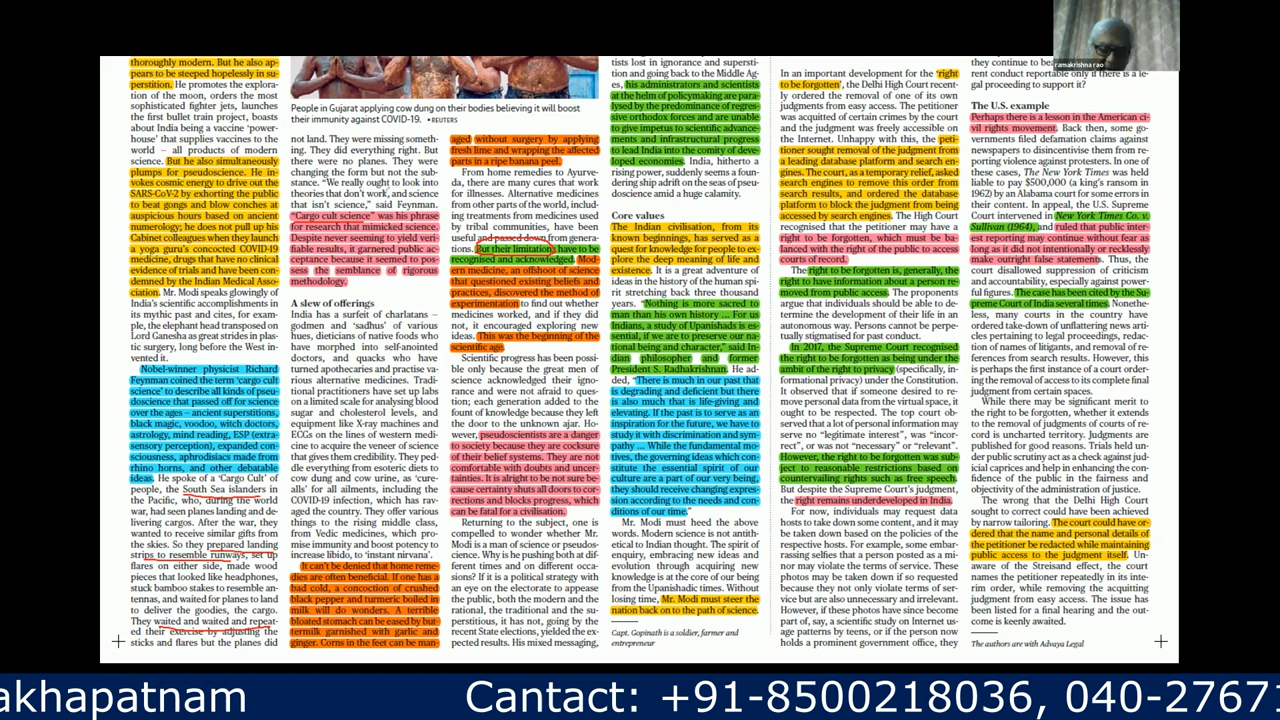 ramakrishna rao
thoroughly modern. But he also ap-
pears to be steeped hopelessly in su-
perstition. He promotes the explora-
tion of the moon, orders the most
sophisticated fighter jets, launches
the first bullet train project, boasts
about India being a vaccine ‘power-
house’ that supplies vaccines to the
world – all products of modern
science. But he also simultaneously
plumps for pseudoscience. He in-
vokes cosmic energy to drive out the
SARS-CoV-2 by exhorting the public
to beat gongs and blow conches at
auspicious hours based on ancient
numerology; he does not pull up his
Cabinet colleagues when they launch
a yoga guru’s concocted COVID-19
medicine, drugs that have no clinical
evidence of trials and have been con-
demned by the Indian Medical Asso-
ciation. Mr. Modi speaks glowingly of
India’s scientific accomplishments in
its mythic past and cites, for exam-
ple, the elephant head transposed on
Lord Ganesha as great strides in plas-
tic surgery, long before the West in-
vented it.
Nobel-winner physicist Richard
Feynman coined the term ‘cargo cult
science’ to describe all kinds of pseu-
doscience that passed off for science
over the ages – ancient superstitions,
black magic, voodoo, witch doctors,
astrology, mind reading, ESP (extra-
sensory perception), expanded con-
sciousness, aphrodisiacs made from
rhino horns, and other debatable
ideas. He spoke of a ‘Cargo Cult’ of
people, the South Sea islanders in
the Pacific, who, during the world
war, had seen planes landing and de-
livering cargos. After the war, they
wanted to receive similar gifts from
the skies. So they prepared landing
strips to resemble runways, set up
flares on either side, made wood
pieces that looked like headphones,
stuck bamboo stakes to resemble an-
tennas, and waited for planes to land
to deliver the goodies, the cargo.
They waited and waited and repeat-
ed their exercise by adjusting the
sticks and flares but the planes did
People in Gujarat applying cow dung on their bodies believing it will boost
their immunity against COVID-19. • REUTERS
not land. They were missing someth-
ing. They did everything right. But
there were no planes. They were
changing the form but not the sub-
stance. “We really ought to look into
theories that don’t work, and science
that isn’t science,” said Feynman.
“Cargo cult science” was his phrase
for research that mimicked science.
Despite never seeming to yield veri-
fiable results, it garnered public ac-
ceptance because it seemed to pos-
sess the semblance of rigorous
methodology.
A slew of offerings
India has a surfeit of charlatans –
godmen and ‘sadhus’ of various
hues, dieticians of native foods who
have morphed into self-anointed
doctors, and quacks who have
turned apothecaries and practise va-
rious alternative medicines. Tradi-
tional practitioners have set up labs
on a limited scale for analysing blood
sugar and cholesterol levels, and
equipment like X-ray machines and
ECGs on the lines of western medi-
cine to acquire the veneer of science
that gives them credibility. They ped-
dle everything from esoteric diets to
cow dung and cow urine, as ‘cure-
alls’ for all ailments, including the
COVID-19 infection, which has rav-
aged the country. They offer various
things to the rising middle class,
from Vedic medicines, which pro-
mise immunity and boost potency to
increase libido, to ‘instant nirvana’.
It can’t be denied that home reme-
dies are often beneficial. If one has a
bad cold, a concoction of crushed
black pepper and turmeric boiled in
milk will do wonders. A terrible
bloated stomach can be eased by but-
termilk garnished with garlic and
ginger. Corns in the feet can be man-
aged without surgery by applying
fresh lime and wrapping the affected
parts in a ripe banana peel.
From home remedies to Ayurve-
da, there are many cures that work
for illnesses. Alternative medicines
from other parts of the world, includ-
ing treatments from medicines used
by tribal communities, have been
useful and passed down from genera-
tions. But their limitations have to be
recognised and acknowledged. Mod-
ern medicine, an offshoot of science
that questioned existing beliefs and
practices, discovered the method of
experimentation to find out whether
medicines worked, and if they did
not, it encouraged exploring new
ideas. This was the beginning of the
scientific age.
Scientific progress has been possi-
ble only because the great men of
science acknowledged their igno-
rance and were not afraid to ques-
tion; each generation added to the
fount of knowledge because they left
the door to the unknown ajar. Ho-
wever, pseudoscientists are a danger
to society because they are cocksure
of their belief systems. They are not
comfortable with doubts and uncer-
tainties. It is alright to be not sure be-
cause certainty shuts all doors to cor-
rections and blocks progress, which
can be fatal for a civilisation.
Returning to the subject, one is
compelled to wonder whether Mr.
Modi is a man of science or pseudos-
cience. Why is he pushing both at dif-
ferent times and on different occa-
sions? If it is a political strategy with
an eye on the electorate to appease
the public, both the modern and the
rational, the traditional and the su-
perstitious, it has not, going by the
recent State elections, yielded the ex-
pected results. His mixed messaging,
tists lost in ignorance and supersti-
tion and going back to the Middle Ag-
es, his administrators and scientists
at the helm of policymaking are para-
lysed by the predominance of regres-
sive orthodox forces and are unable
to give impetus to scientific advance-
ments and infrastructural progress
to lead India into the comity of deve-
loped economies. India, hitherto a
rising power, suddenly seems a foun-
dering ship adrift on the seas of pseu-
doscience amid a huge calamity.
Core values
The Indian civilisation, from its
known beginnings, has served as a
quest for knowledge for people to ex-
plore the deep meaning of life and
existence. It is a great adventure of
ideas in the history of the human spi-
rit stretching back three thousand
years. “Nothing is more sacred to
man than his own history ... For us
Indians, a study of Upanishads is es-
sential, if we are to preserve our na-
tional being and character,” said In-
dian philosopher and former
President S. Radhakrishnan. He ad-
ded, “There is much in our past that
is degrading and deficient but there
is also much that is life-giving and
elevating. If the past is to serve as an
inspiration for the future, we have to
study it with discrimination and sym-
pathy ... While the fundamental mo-
tives, the governing ideas which con-
stitute the essential spirit of our
culture are a part of our very being,
they should receive changing expres-
sion according to the needs and con-
ditions of our time.”
Mr. Modi must heed the above
words. Modern science is not antith-
etical to Indian Thought. The spirit of
enquiry, embracing new ideas and
evolution through acquiring new
knowledge is at the core of our being
from the Upanishadic times. Without
losing time, Mr. Modi must steer the
nation back on to the path of science.
Capt. Gopinath is a soldier, farmer and
entrepreneur
In an important development for the ‘right
to be forgotten’, the Delhi High Court recent-
ly ordered the removal of one of its own
judgments from easy access. The petitioner
was acquitted of certain crimes by the court
and the judgment was freely accessible on
the Internet. Unhappy with this, the peti-
tioner sought removal of the judgment from
a leading database platform and search en-
gines. The court, as a temporary relief, asked
search engines to remove this order from
search results, and ordered the database
platform to block the judgment from being
accessed by search engines. The High Court
recognised that the petitioner may have a
right to be forgotten, which must be ba-
lanced with the right of the public to access
courts of record.
The right to be forgotten is, generally, the
right to have information about a person re-
moved from public access. The proponents
argue that individuals should be able to de-
termine the development of their life in an
autonomous way. Persons cannot be perpe-
tually stigmatised for past conduct.
In 2017, the Supreme Court recognised
the right to be forgotten as being under the
ambit of the right to privacy (specifically, in-
formational privacy) under the Constitution.
It observed that if someone desired to re-
move personal data from the virtual space, it
ought to be respected. The top court ob-
served that a lot of personal information may
serve no “legitimate interest”, was “incor-
rect”, or was not “necessary” or “relevant”.
However, the right to be forgotten was sub-
ject to reasonable restrictions based on
countervailing rights such as free speech.
But despite the Supreme Court’s judgment,
the right remains underdeveloped in India.
For now, individuals may request data
hosts to take down some content, and it may
be taken down based on the policies of the
respective hosts. For example, some embar-
rassing selfies that a person posted as a mi-
nor may violate the terms of service. These
photos may be taken down if so requested
because they not only violate terms of ser-
vice but are also unnecessary and irrelevant.
However, if these photos have since become
part of, say, a scientific study on Internet us-
age patterns by teens, or if the person now
holds a prominent government office, they
they continue to be
rent conduct reportable only if there is a le-
gal proceeding to support it?
The U.S. example
Perhaps there is a lesson in the American ci-
vil rights movement. Back then, some go-
vernments filed defamation claims against
newspapers to disincentivise them from re-
porting violence against protesters. In one of
these cases, The New York Times was held
liable to pay $500,000 (a king’s ransom in
1962) by an Alabama court for some errors in
their content. In appeal, the U.S. Supreme
Court intervened in New York Times Co. v.
Sullivan (1964), and ruled that public inter-
est reporting may continue without fear as
long as it did not intentionally or recklessly
make outright false statements. Thus, the
court disallowed suppression of criticism
and accountability, especially against power-
ful figures. The case has been cited by the Su-
preme Court of India several times. Nonethe-
less, many courts in the country have
ordered take-down of unflattering news arti-
cles pertaining to legal proceedings, redac-
tion of names of litigants, and removal of re-
ferences from search results. However, this
is perhaps the first instance of a court order-
ing the removal of access to its complete final
judgment from certain spaces.
While there may be significant merit to
the right to be forgotten, whether it extends
to the removal of judgments of courts of re-
cord is uncharted territory. Judgments are
published for good reasons. Trials held un-
der public scrutiny act as a check against ju-
dicial caprices and help in enhancing the con-
fidence of the public in the fairness and
objectivity of the administration of justice.
The wrong that the Delhi High Court
sought to correct could have been achieved
by narrow tailoring. The court could have or-
dered that the name and personal details of
the petitioner be redacted while maintaining
public access to the judgment itself. Un-
aware of the Streisand effect, the court
names the petitioner repeatedly in its inte-
rim order, while removing the acquitting
judgment from easy access. The issue has
been listed for a final hearing and the out-
come is keenly awaited.
The authors are with Advaya Legal
akhapatnam Cantact: +91-8500218036, 040-2767